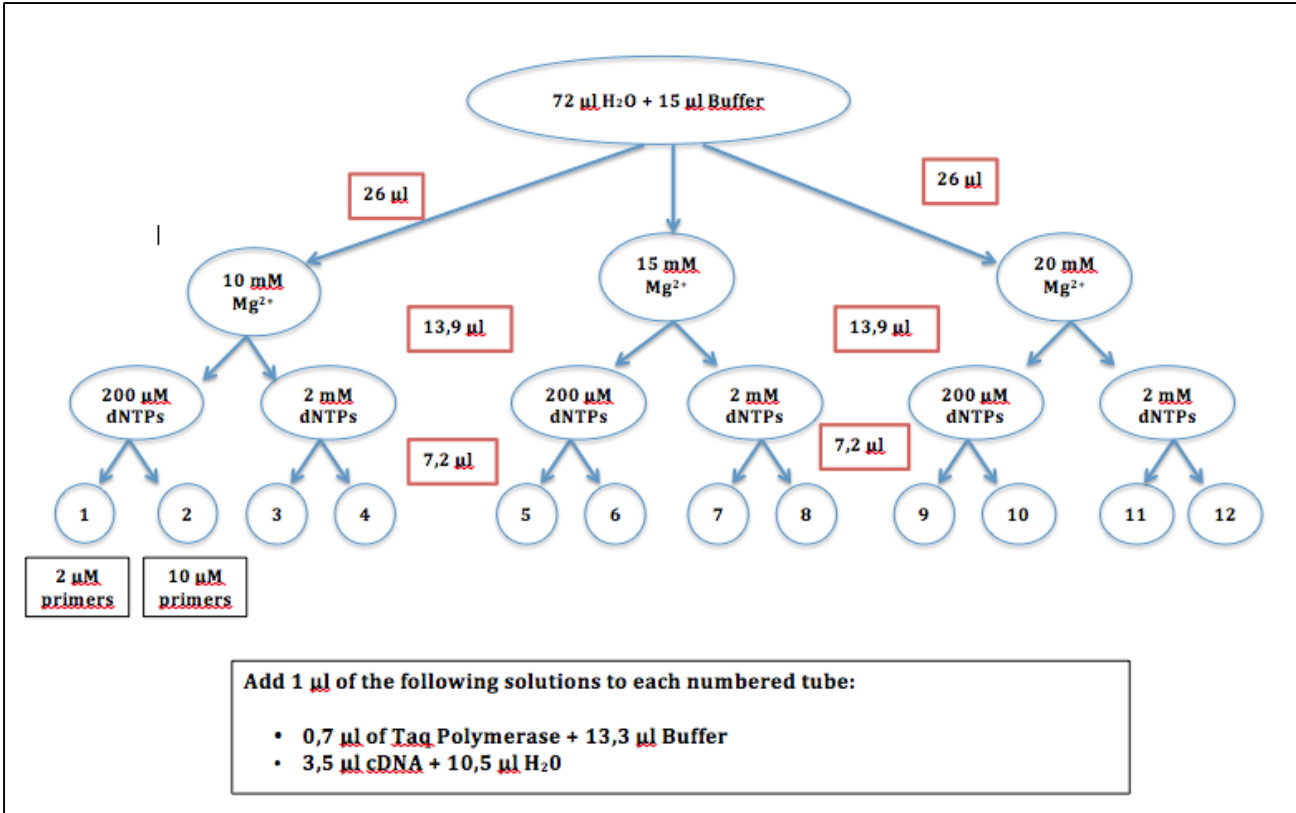 72 µl H₂O + 15 µl Buffer
26 µl
26 µl
10 mM
Mg²⁺
15 mM
Mg²⁺
20 mM
Mg²⁺
13,9 µl
13,9 µl
200 µM
dNTPs
2 mM
dNTPs
200 µM
dNTPs
2 mM
dNTPs
200 µM
dNTPs
2 mM
dNTPs
7,2 µl
7,2 µl
1
2
3
4
5
6
7
8
9
10
11
12
2 µM
primers
10 µM
primers
Add 1 µl of the following solutions to each numbered tube:
• 0,7 µl of Taq Polymerase + 13,3 µl Buffer
• 3,5 µl cDNA + 10,5 µl H₂0